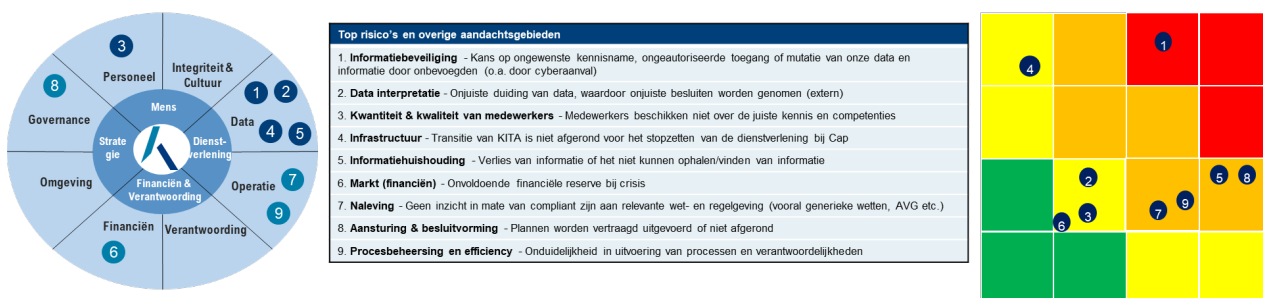 3
Personeel
Integriteit &
Cultuur
8
Governance
Mens
1
2
Data
4
5
Strate
gie
Dienst-
verlening
Omgeving
Financiën &
Verantwoording
Operatie
7
9
Financiën
Verantwoording
6
Top risico's en overige aandachtsgebieden
1. Informatiebeveiliging - Kans op ongewenste kennisname, ongeautoriseerde toegang of mutatie van onze data en
informatie door onbevoegden (o.a. door cyberaanval)
2. Data interpretatie - Onjuiste duiding van data, waardoor onjuiste besluiten worden genomen (extern)
3. Kwantiteit & kwaliteit van medewerkers - Medewerkers beschikken niet over de juiste kennis en competenties
4. Infrastructuur - Transitie van KITA is niet afgerond voor het stopzetten van de dienstverlening bij Cap
5. Informatiehuishouding - Verlies van informatie of het niet kunnen ophalen/vinden van informatie
6. Markt (financiën) - Onvoldoende financiële reserve bij crisis
7. Naleving - Geen inzicht in mate van compliant zijn aan relevante wet- en regelgeving (vooral generieke wetten, AVG etc.)
8. Aansturing & besluitvorming - Plannen worden vertraagd uitgevoerd of niet afgerond
9. Procesbeheersing en efficiency - Onduidelijkheid in uitvoering van processen en verantwoordelijkheden
1
4
2
5
8
3
6
7
9